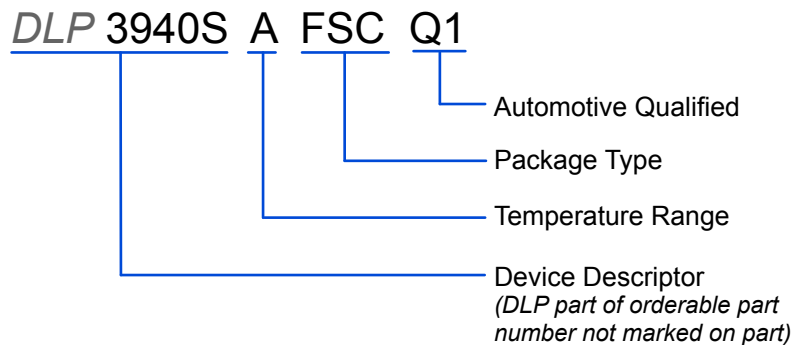 DLP 3940S A FSC Q1
Automotive Qualified
Package Type
Temperature Range
Device Descriptor
(DLP part of orderable part
number not marked on part)